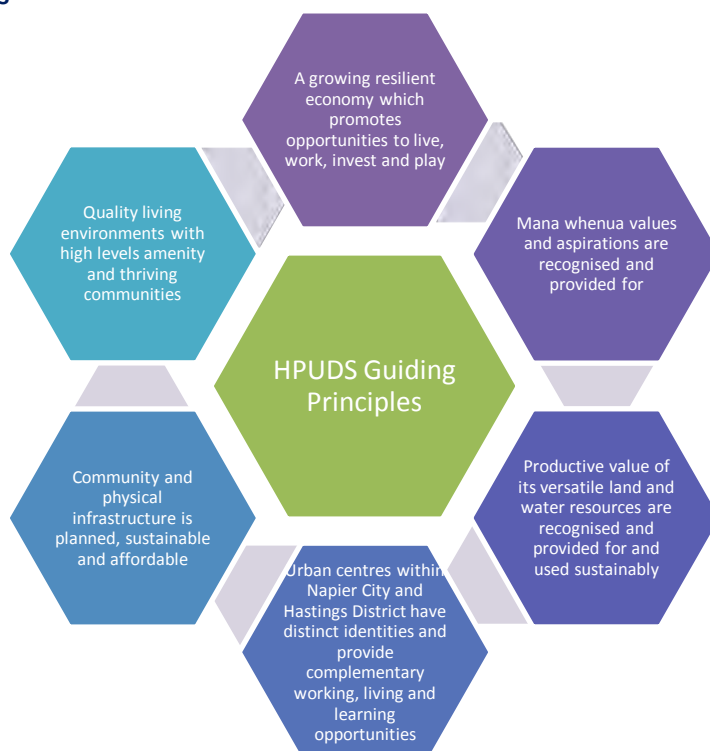 A growing resilient
economy which
promotes
opportunities to live,
work, invest and play
Quality living
environments with
high levels amenity
and thriving
communities
Mana whenua values
and aspirations are
recognised and
provided for
HPUDS Guiding
Principles
Community and
physical
infrastructure is
planned, sustainable
and affordable
Productive value of
its versatile land and
water resources are
recognised and
provided for and
used sustainably
Urban centres within
Napier City and
Hastings District have
distinct identities and
provide
complementary
working, living and
learning
opportunities